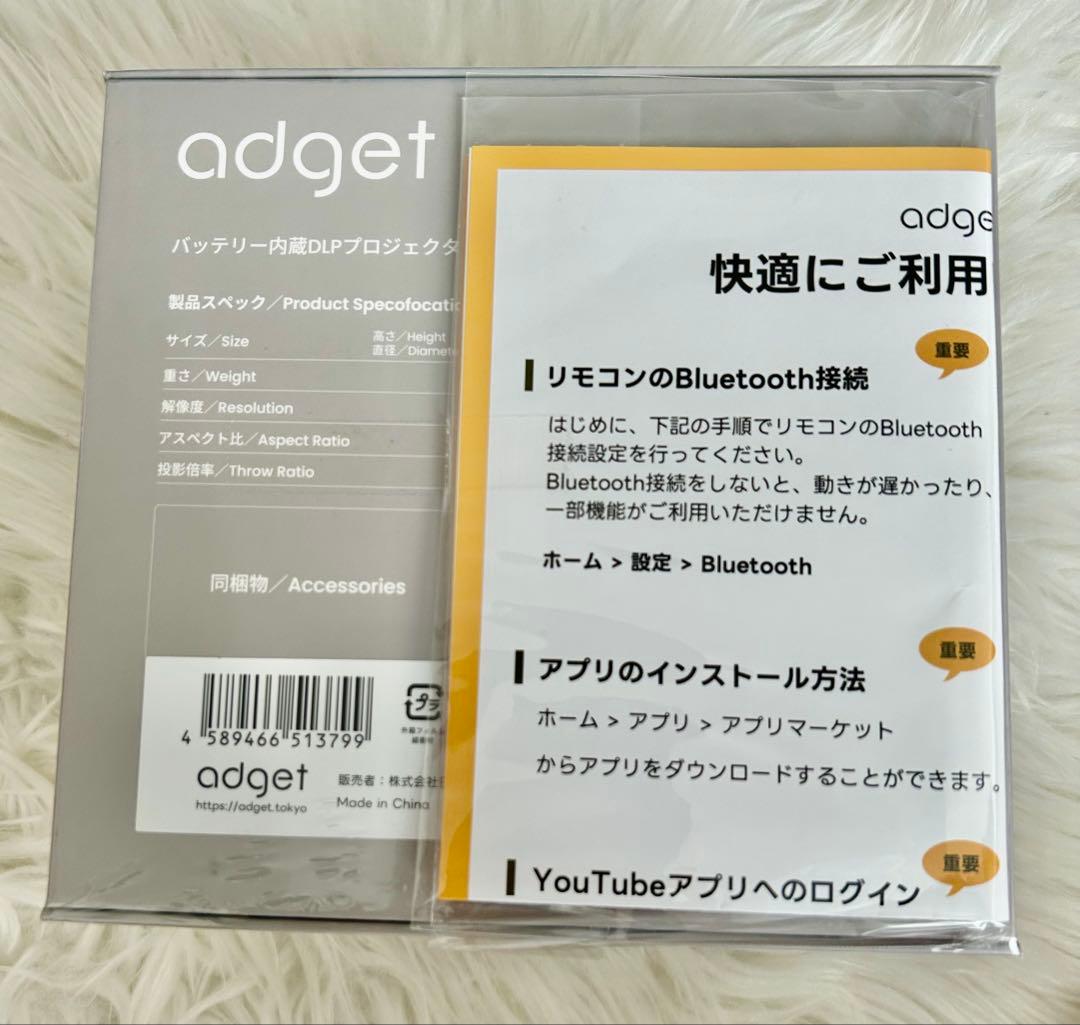 adget
バッテリー内蔵DLPプロジェクタ
製品スペック／Product Specofocatio
サイズ／Size
高さ／Height
直径／Diamete
重さ／Weight
解像度／Resolution
アスペクト比／Aspect Ratio
投影倍率／Throw Ratio
同梱物／Accessories
4 589466 513799
プラ
adget
https://adget.tokyo
販売者：株式会社
Made in China
adge
快適にご利用
重要
リモコンのBluetooth接続
はじめに、下記の手順でリモコンのBluetooth
接続設定を行ってください。
Bluetooth接続をしないと、動きが遅かったり、
一部機能がご利用いただけません。
ホーム > 設定 > Bluetooth
重要
アプリのインストール方法
ホーム > アプリ > アプリマーケット
からアプリをダウンロードすることができます。
重要
YouTubeアプリへのログイン